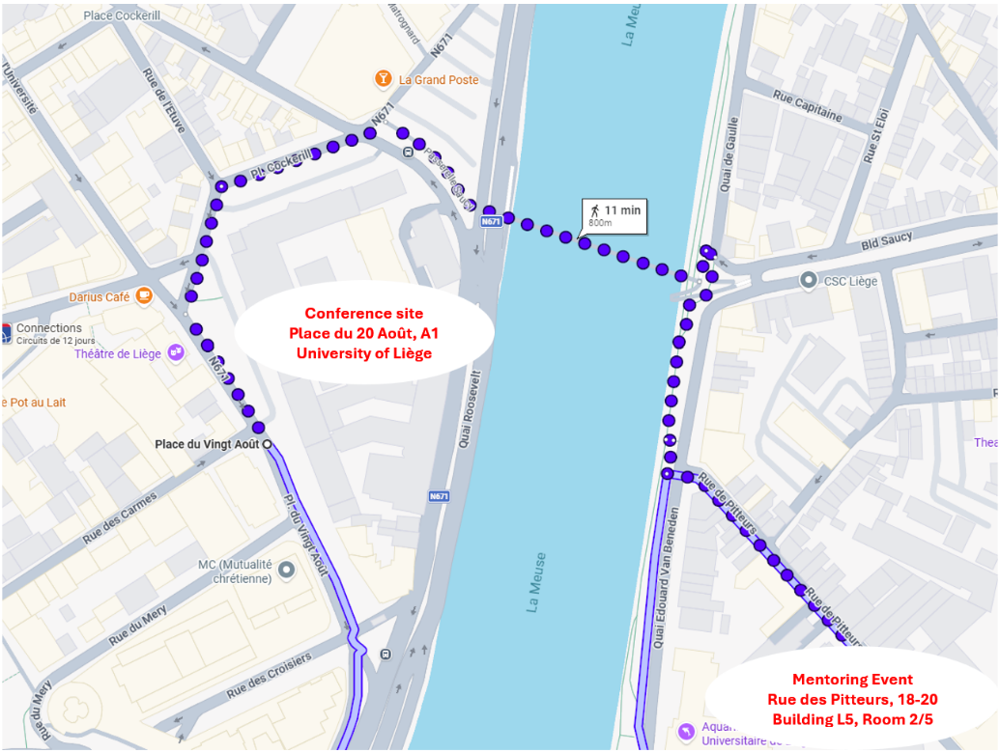 Place Cockerill
l'Université
Rue de l'Etuve
N671
La Grand Poste
N671
Pl. Cockerill
La Meuse
Rue Capitaine
Rue St Eloi
Quai de Gaulle
11 min
800m
N671
Bld Saucy
CSC Liège
Darius Café
Connections
Circuits de 12 jours
Théâtre de Liège
N671
Conference site
Place du 20 Août, A1
University of Liège
e Pot au Lait
Quai Roosevelt
Place du Vingt Août
Thea
N671
Rue des Carmes
Pl. du Vingt Août
Rue de Pitteurs
MC (Mutualité
chrétienne)
La Meuse
Quai Edouard Van Beneden
Rue de Pitteurs
Rue du Mery
Rue des Croisiers
Rue du Mery
Mentoring Event
Rue des Pitteurs, 18-20
Building L5, Room 2/5
Aquar
Universitaire